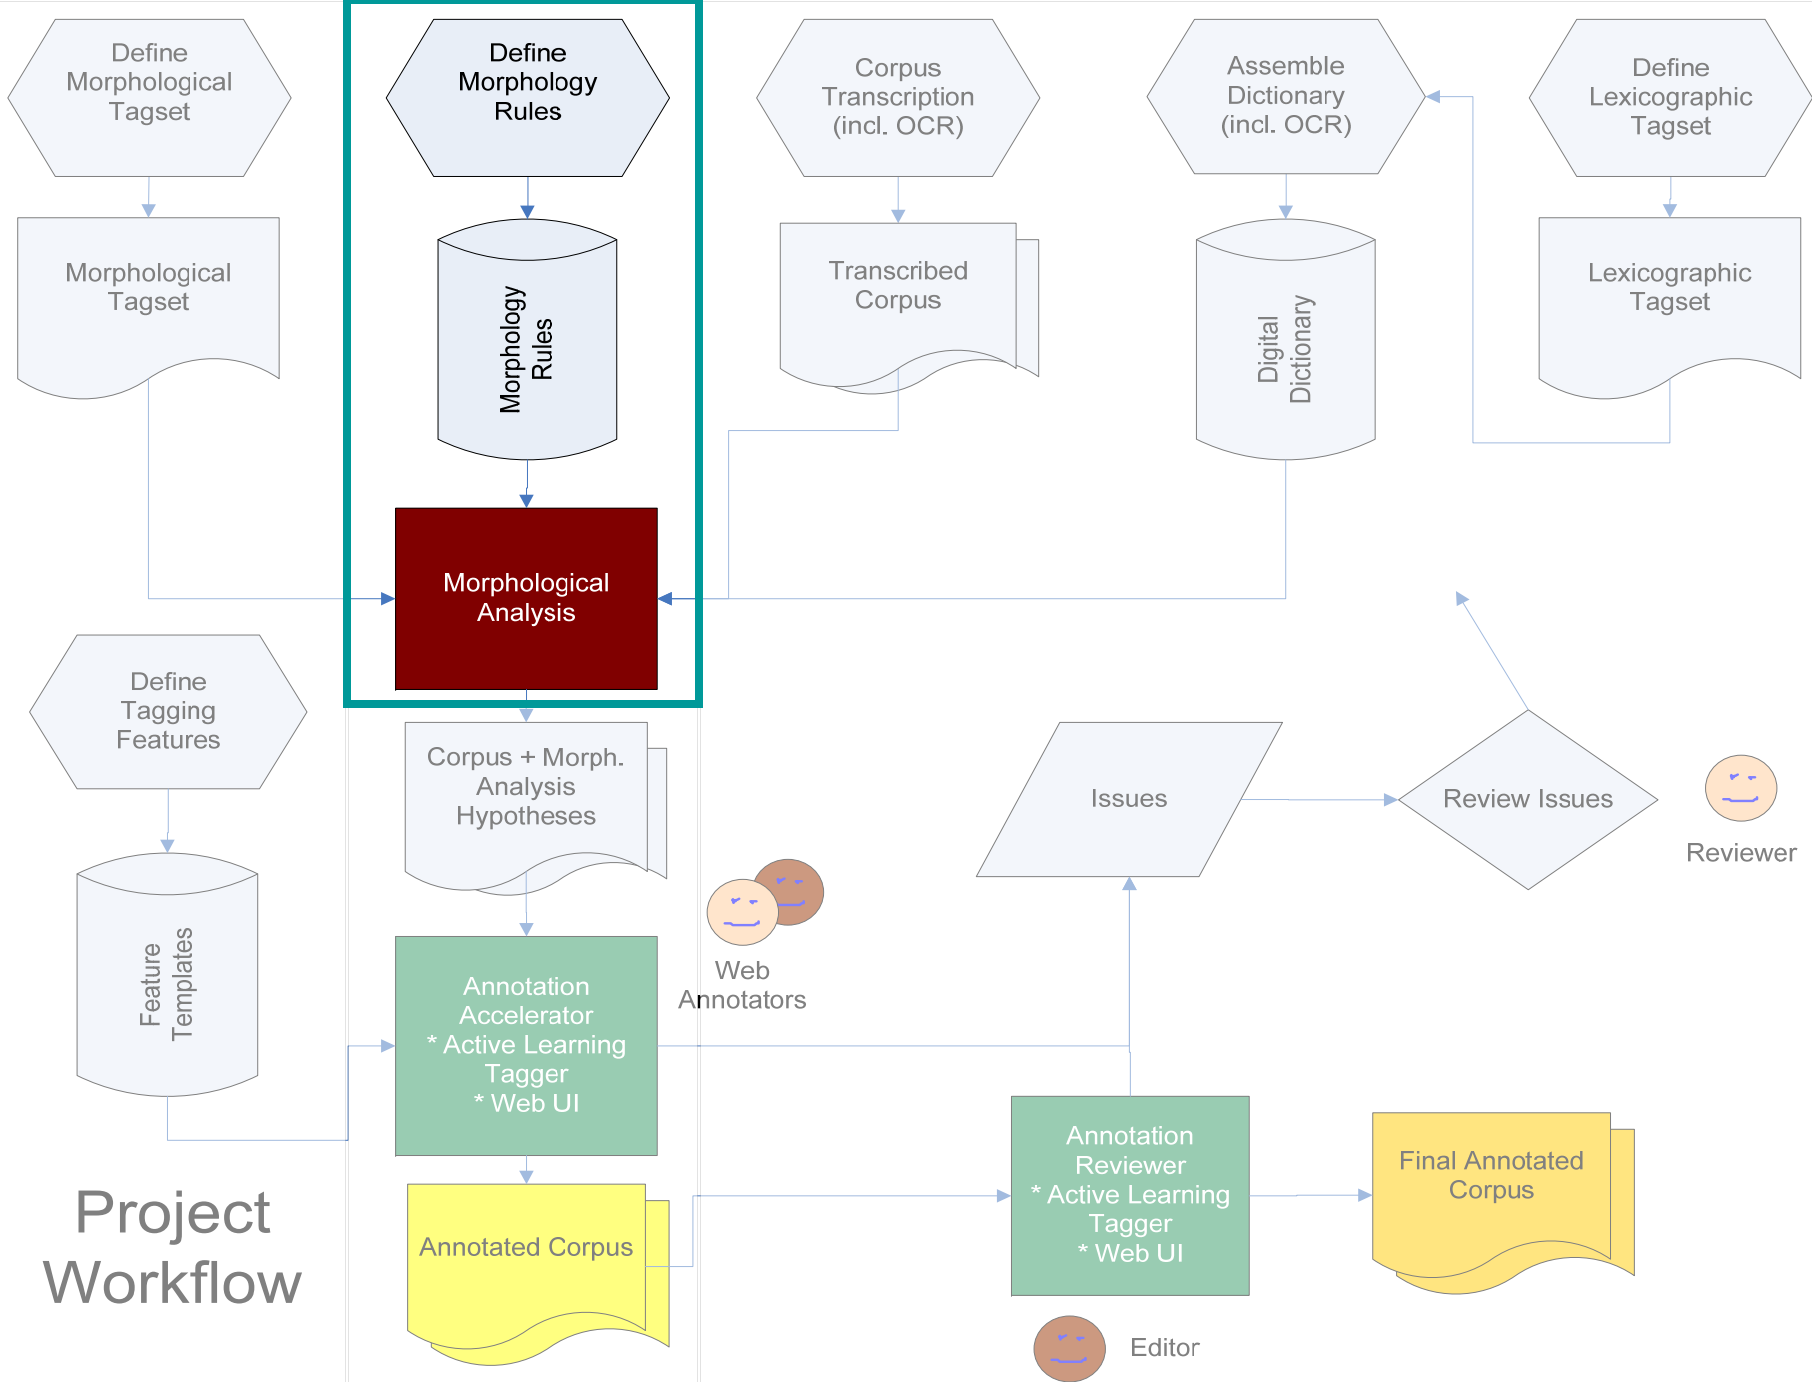 Define
Morphological
Tagset
Define
Morphology
Rules
Corpus
Transcription
(incl. OCR)
Assemble
Dictionary
(incl. OCR)
Define
Lexicographic
Tagset
Morphological
Tagset
Morphology
Rules
Transcribed
Corpus
Digital
Dictionary
Lexicographic
Tagset
Morphological
Analysis
Define
Tagging
Features
Corpus + Morph.
Analysis
Hypotheses
Issues
Review Issues
Reviewer
Feature
Templates
Web
Annotators
Annotation
Accelerator
* Active Learning
Tagger
* Web UI
Annotation
Reviewer
* Active Learning
Tagger
* Web UI
Final Annotated
Corpus
Project
Workflow
Annotated Corpus
Editor